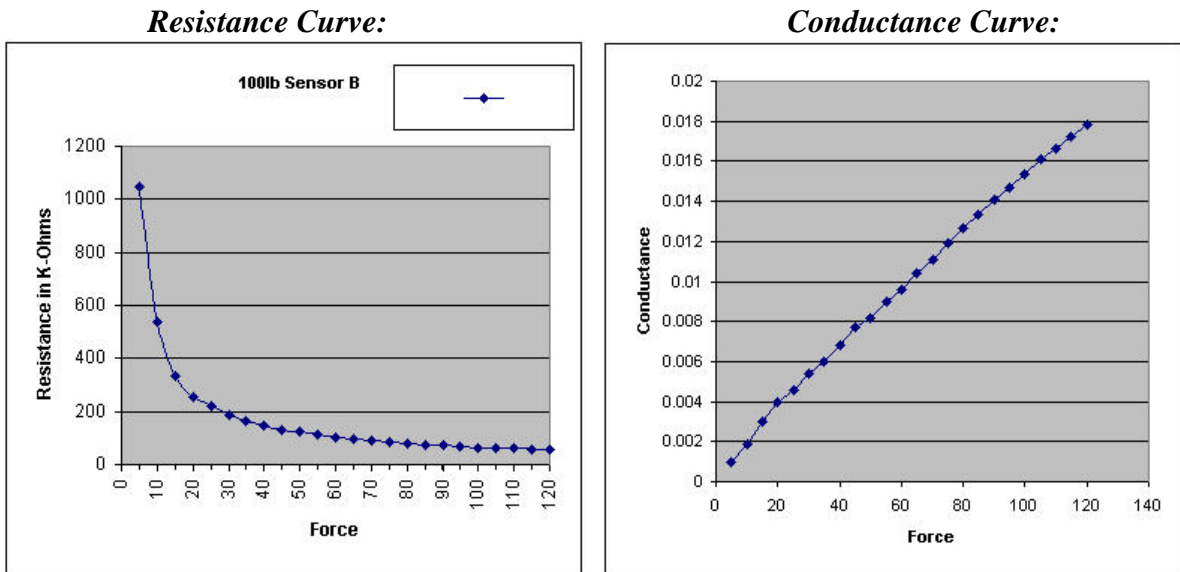 Resistance Curve:
100lb Sensor B
1200
1000
800
600
400
200
0
Resistance in K-Ohms
0 10 20 30 40 50 60 70 80 90 100 110 120
Force
Conductance Curve:
0.02
0.018
0.016
0.014
0.012
0.01
0.008
0.006
0.004
0.002
0
Conductance
0 20 40 60 80 100 120 140
Force